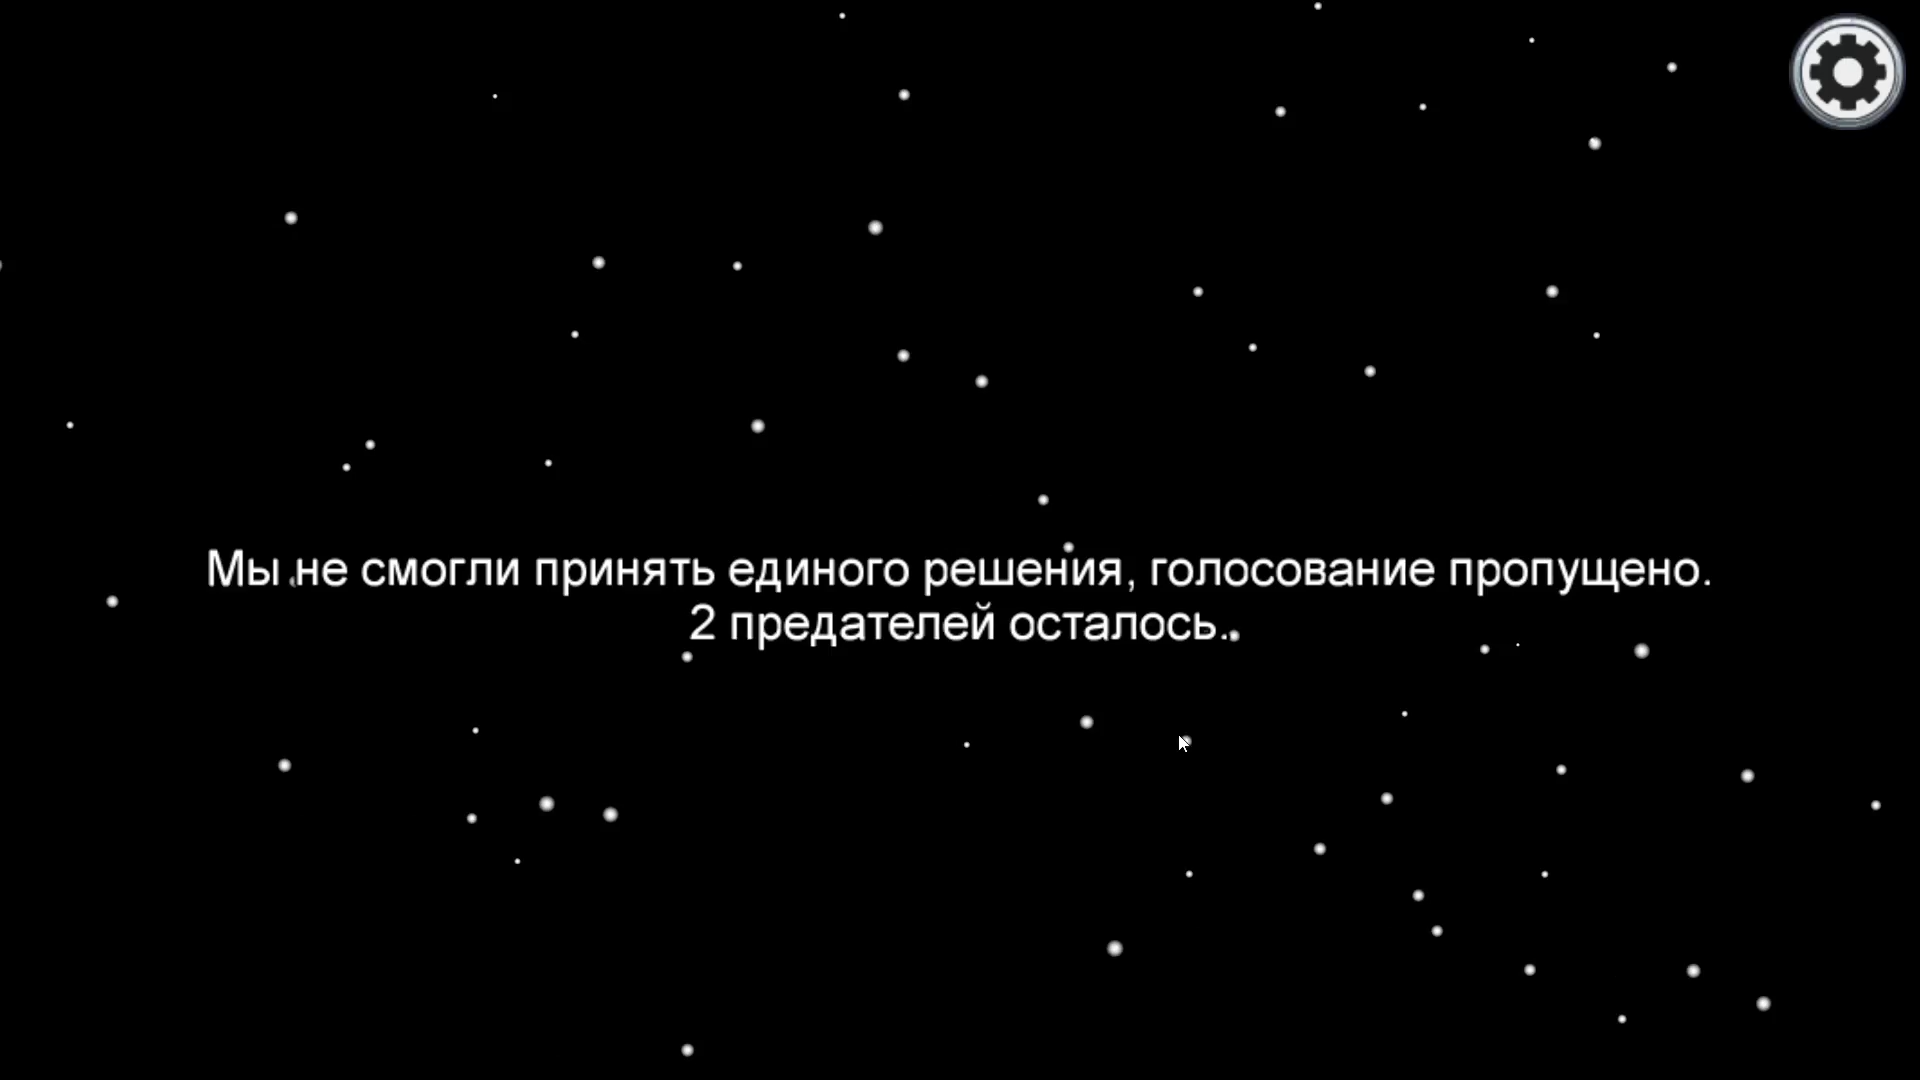 Мы не смогли принять единого решения, голосование пропущено.
2 предателей осталось.